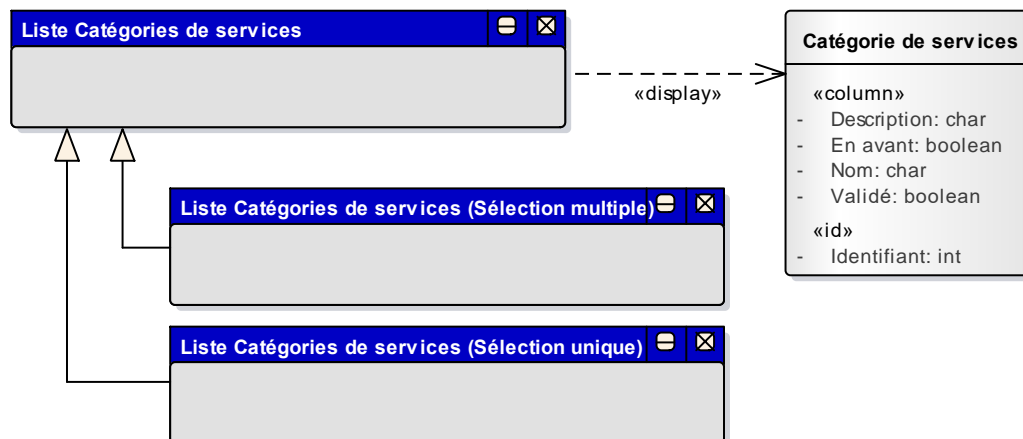 Liste Catégories de services
Catégorie de services
«display»
«column»
- Description: char
- En avant: boolean
- Nom: char
- Validé: boolean
«id»
- Identifiant: int
Liste Catégories de services (Sélection multiple)
Liste Catégories de services (Sélection unique)